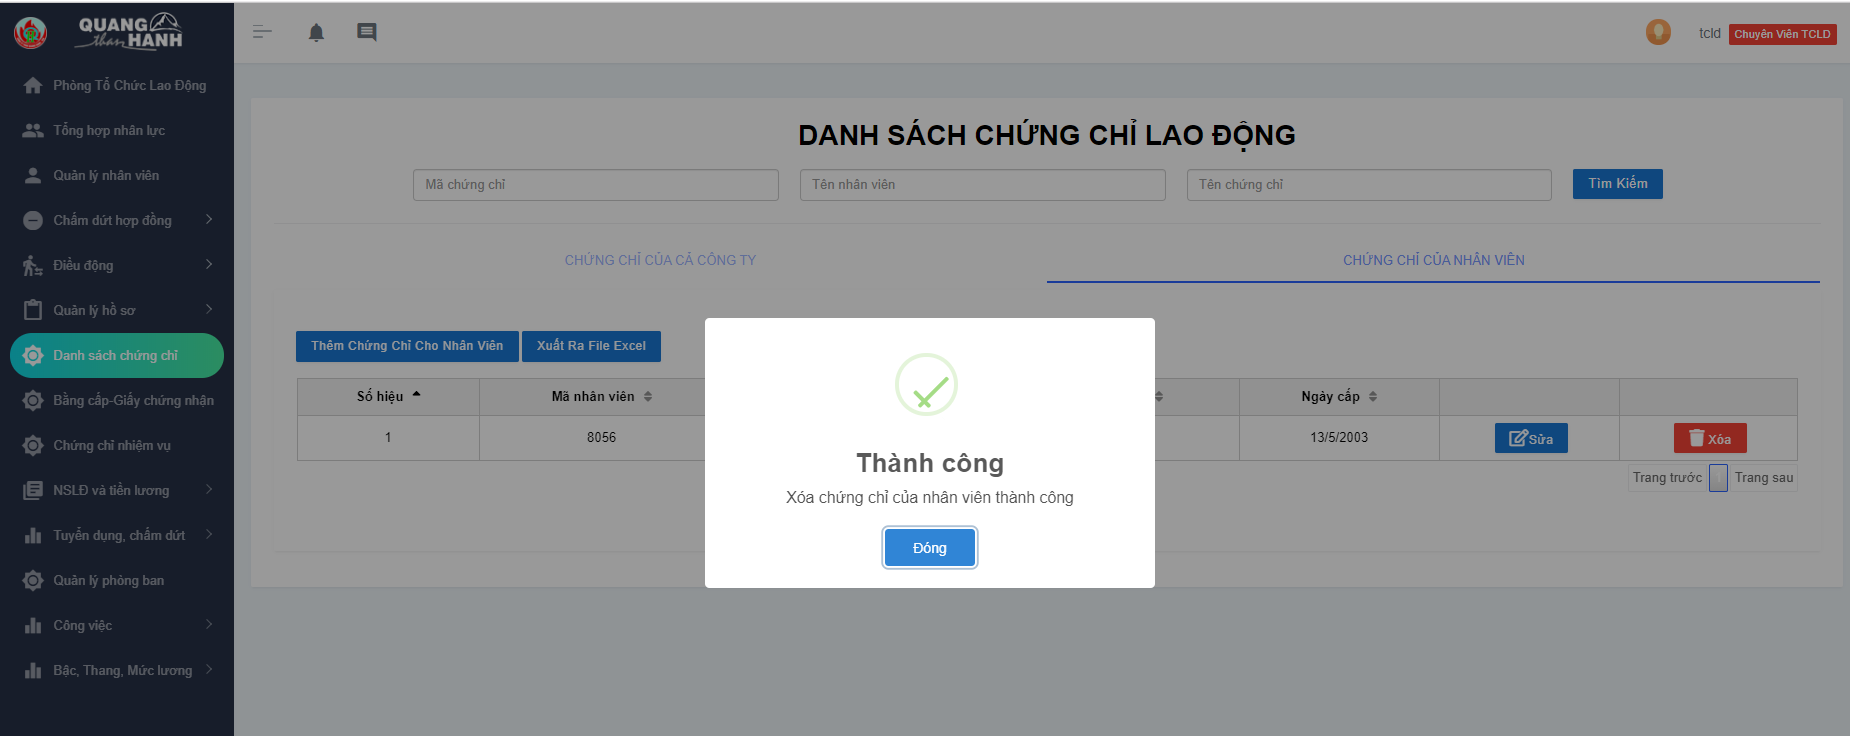 QUANG
than HANH
tcld Chuyên Viên TCLD
Phòng Tổ Chức Lao Động
Tổng hợp nhân lực
Quản lý nhân viên
Chấm dứt hợp đồng
Điều động
Quản lý hồ sơ
Danh sách chứng chỉ
Bằng cấp-Giấy chứng nhận
Chứng chỉ nhiệm vụ
NSLĐ và tiền lương
Tuyển dụng, chấm dứt
Quản lý phòng ban
Công việc
Bậc, Thang, Mức lương
DANH SÁCH CHỨNG CHỈ LAO ĐỘNG
Mã chứng chỉ Tên nhân viên Tên chứng chỉ Tìm Kiếm
CHỨNG CHỈ CỦA CẢ CÔNG TY CHỨNG CHỈ CỦA NHÂN VIÊN
Thêm Chứng Chỉ Cho Nhân Viên Xuất Ra File Excel
Số hiệu Mã nhân viên Ngày cấp
1 8056 13/5/2003 Sửa Xóa
Trang trước 1 Trang sau
Thành công
Xóa chứng chỉ của nhân viên thành công
Đóng